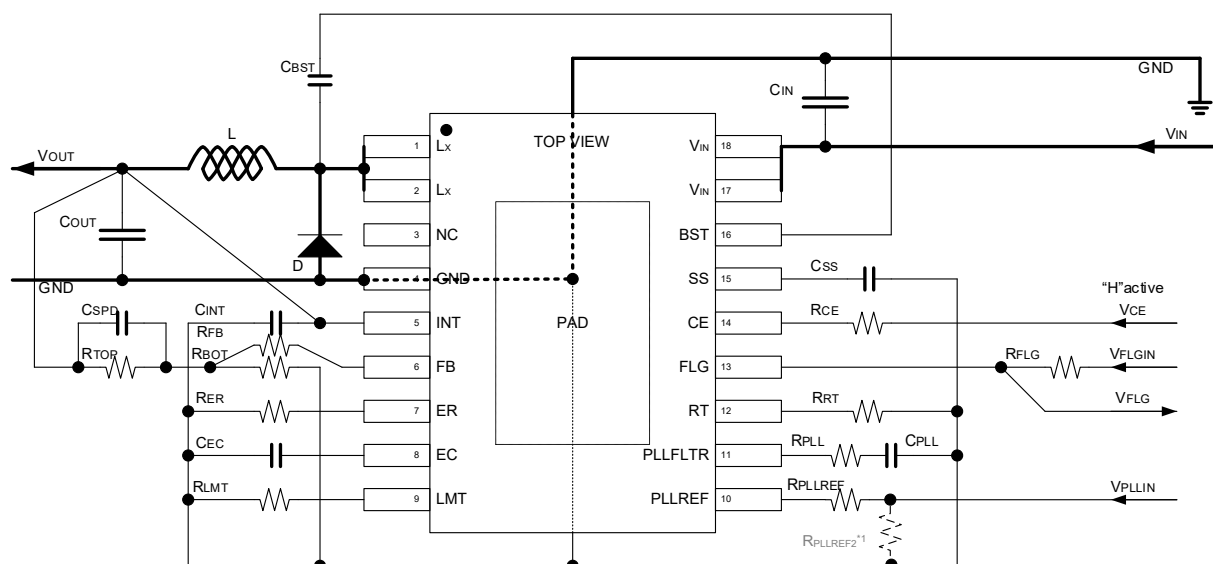 CBST
GND
CIN
L
TOP VIEW
VOUT
1 LX
VIN 18
VIN
2 LX
VIN 17
COUT
3 NC
BST 16
D
4 GND
SS 15
CSS
GND
"H"active
CSPD
CINT
5 INT
PAD
CE 14
RCE
VCE
RFB
RTOP
RBOT
6 FB
FLG 13
RFLG
VFLGIN
RER
7 ER
RT 12
RRT
VFLG
CEC
8 EC
PLLFLTR 11
RPLL
CPLL
RLMT
9 LMT
PLLREF 10
RPLLREF
VPLLIN
RPLLREF2*1